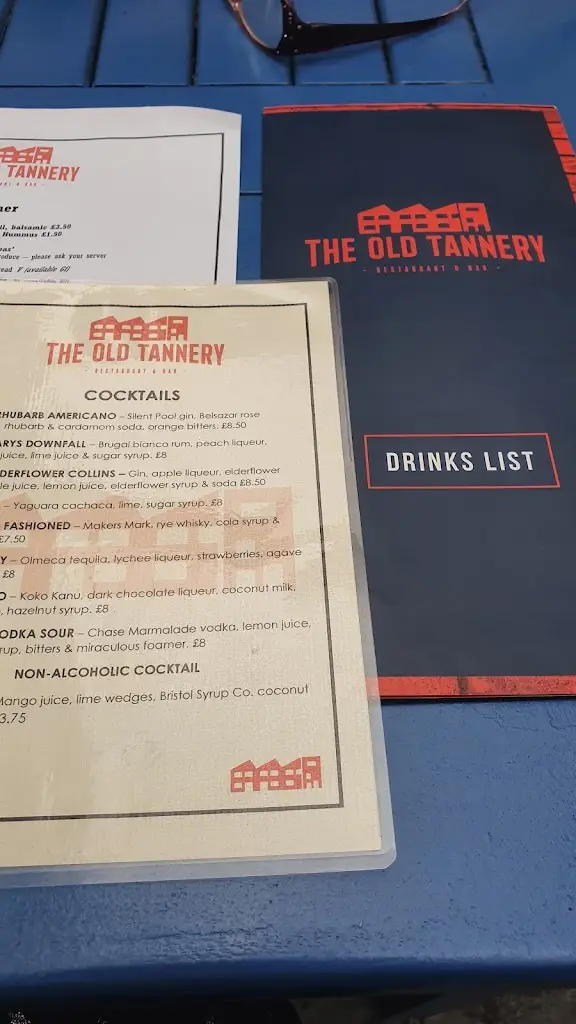 TANNERY
il, balsamic £3.50
Hummus £1.50
roduce – please ask your server
read V (available G)
THE OLD TANNERY
- RESTAURANT & BAR -
COCKTAILS
RHUBARB AMERICANO – Silent Pool gin, Belsazar rose
rhubarb & cardamom soda, orange bitters. £8.50
ARYS DOWNFALL – Brugal blanco rum, peach liqueur,
juice, lime juice & sugar syrup. £8
DERFLOWER COLLINS – Gin, apple liqueur, elderflower
le juice, lemon juice, elderflower syrup & soda £8.50
– Yaguara cachaca, lime, sugar syrup. £8
FASHIONED – Makers Mark, rye whisky, cola syrup &
£7.50
Y – Olmeca tequila, lychee liqueur, strawberries, agave
£8
O – Koko Kanu, dark chocolate liqueur, coconut milk,
, hazelnut syrup. £8
ODKA SOUR – Chase Marmalade vodka, lemon juice,
rup, bitters & miraculous foamer. £8
NON-ALCOHOLIC COCKTAIL
Mango juice, lime wedges, Bristol Syrup Co. coconut
3.75
THE OLD TANNERY
- RESTAURANT & BAR -
DRINKS LIST